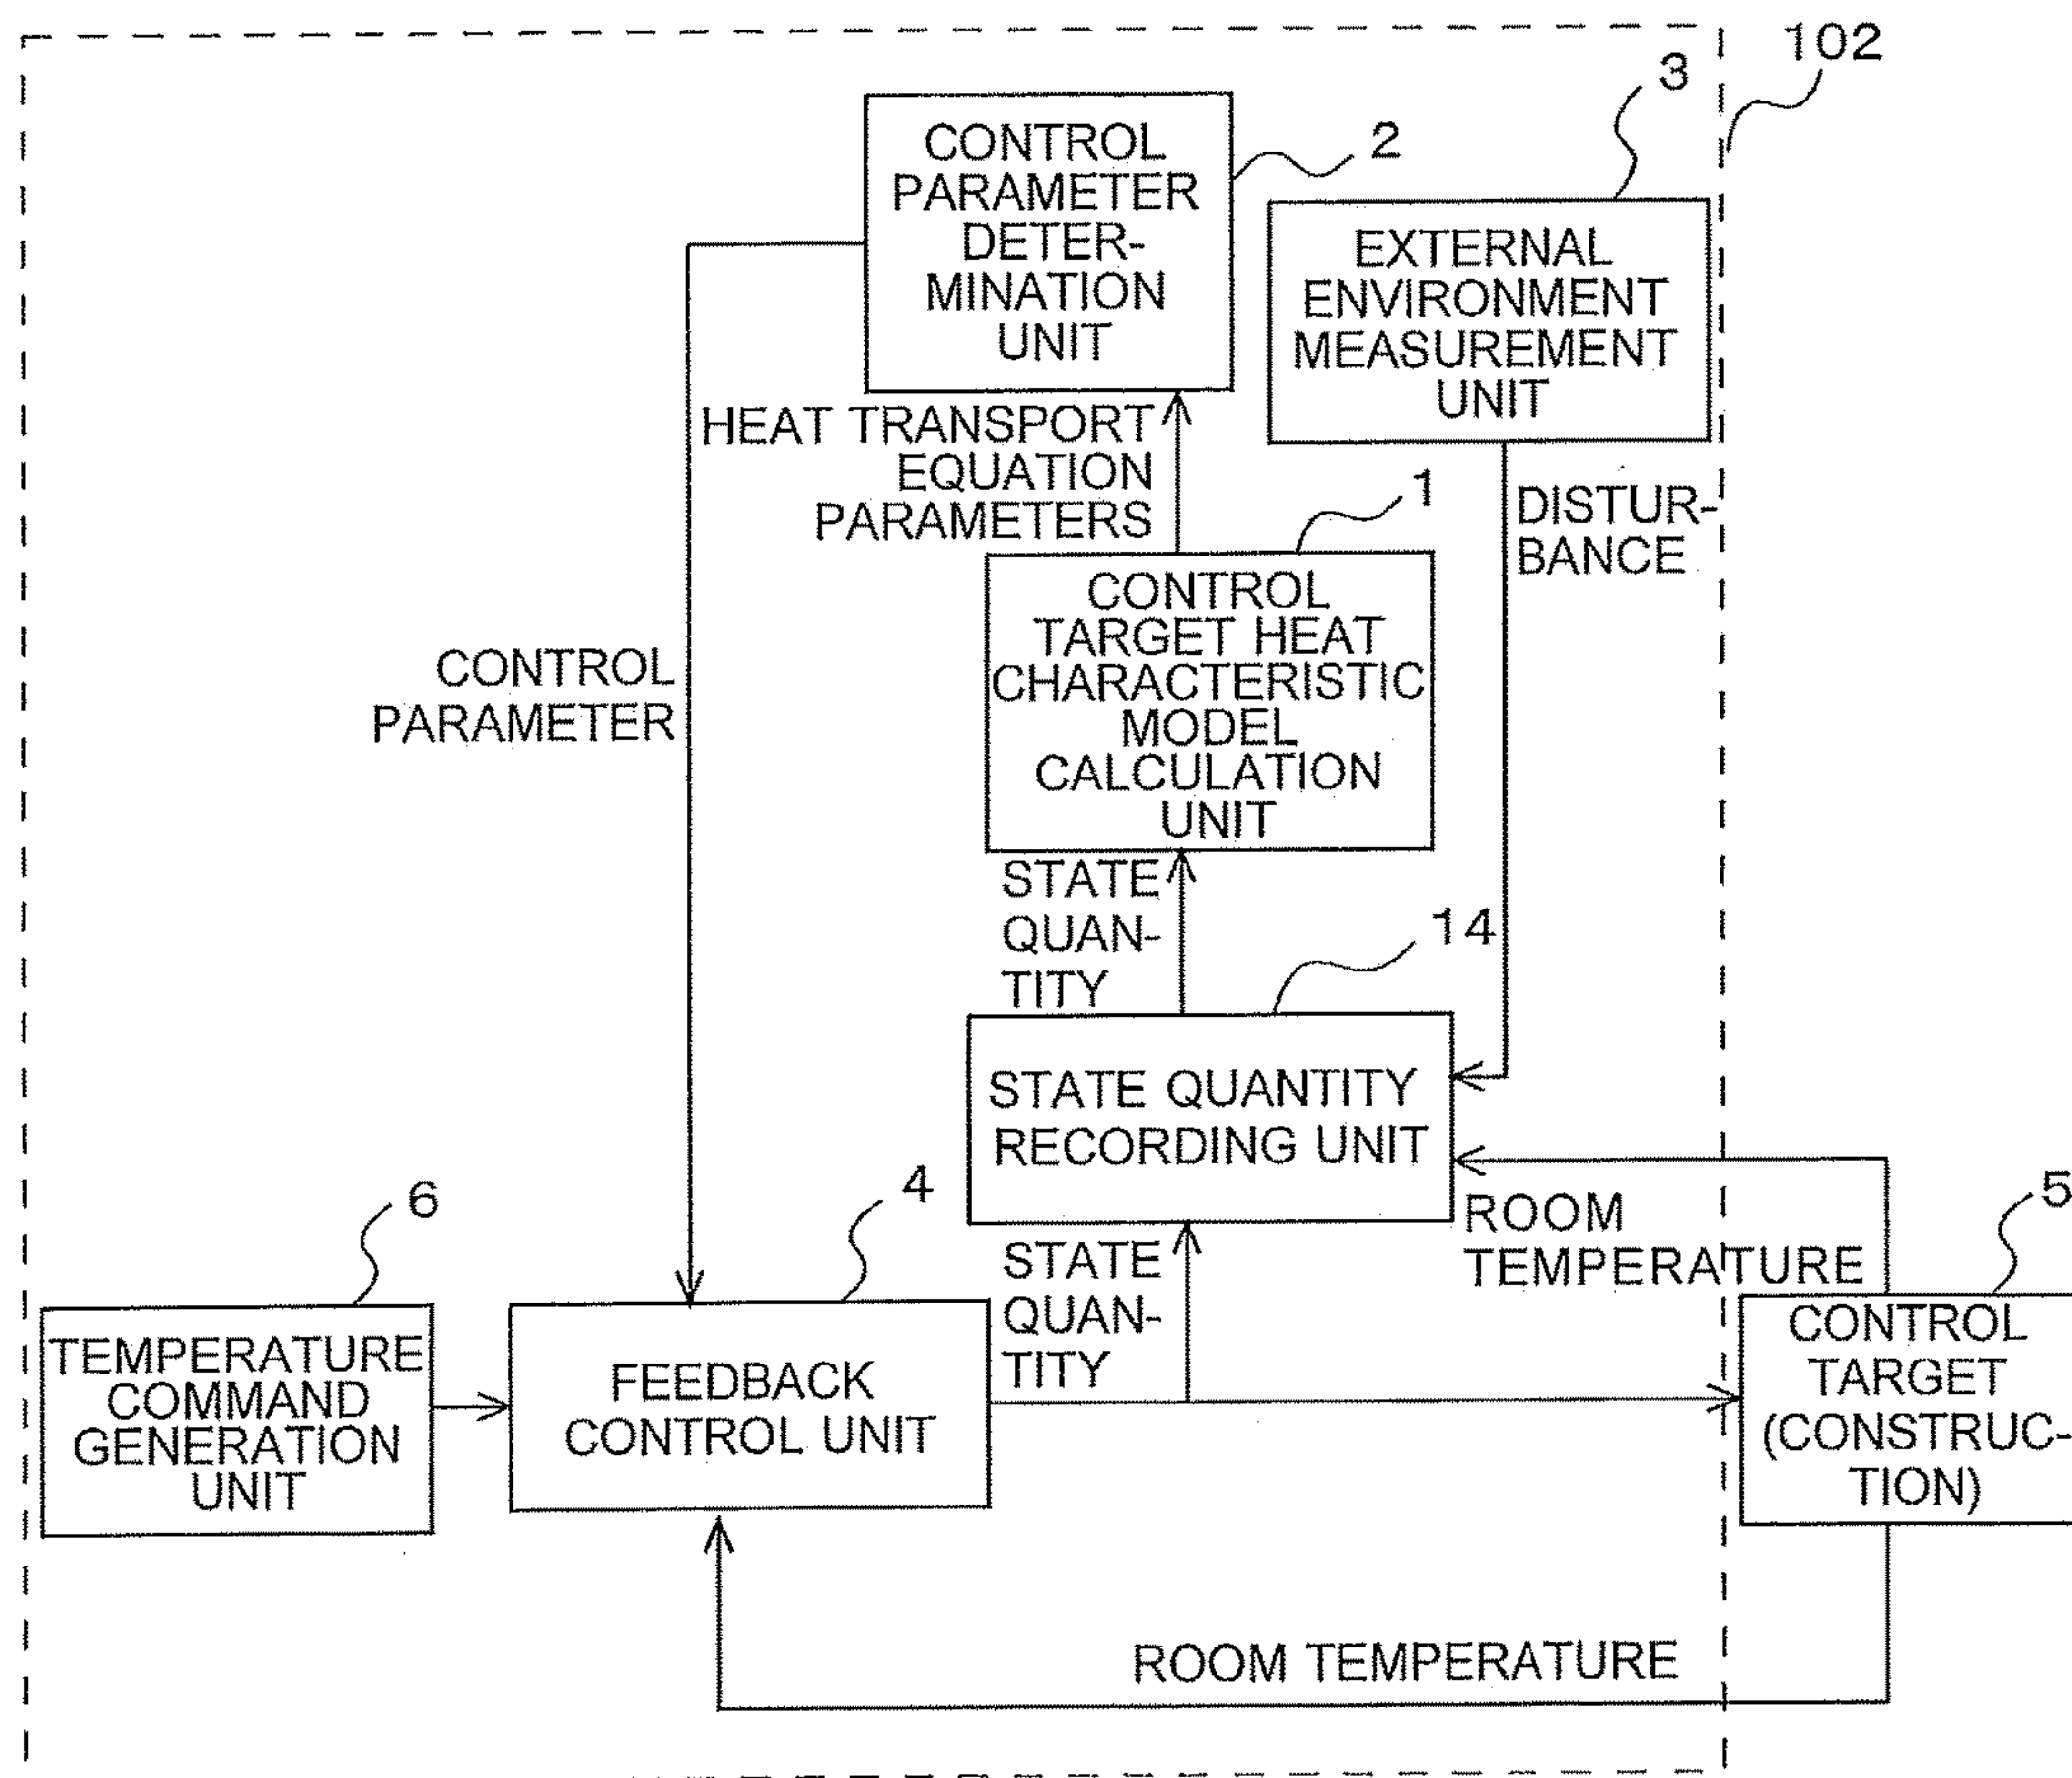 102
3
CONTROL
PARAMETER
DETER-
MINATION
UNIT
2
EXTERNAL
ENVIRONMENT
MEASUREMENT
UNIT
HEAT TRANSPORT
EQUATION
PARAMETERS
1
DISTUR-
BANCE
CONTROL
TARGET HEAT
CHARACTERISTIC
MODEL
CALCULATION
UNIT
CONTROL
PARAMETER
STATE
QUAN-
TITY
14
STATE QUANTITY
RECORDING UNIT
6
4
5
ROOM
TEMPERATURE
STATE
QUAN-
TITY
TEMPERATURE
COMMAND
GENERATION
UNIT
FEEDBACK
CONTROL UNIT
CONTROL
TARGET
(CONSTRUC-
TION)
ROOM TEMPERATURE